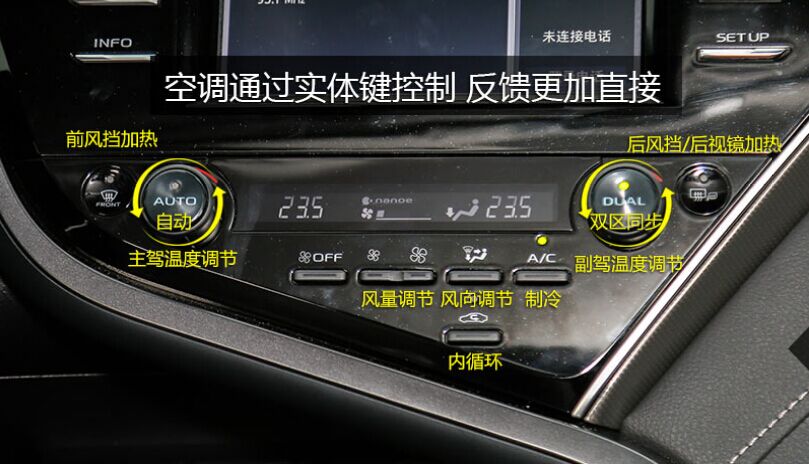 93.1 MHz
未连接电话
INFO
SETUP
空调通过实体键控制 反馈更加直接
前风挡加热
后风挡/后视镜加热
FRONT
AUTO
自动
主驾温度调节
23.5
nanoe
23.5
DUAL
双区同步
副驾温度调节
OFF
A/C
风量调节
风向调节
制冷
内循环